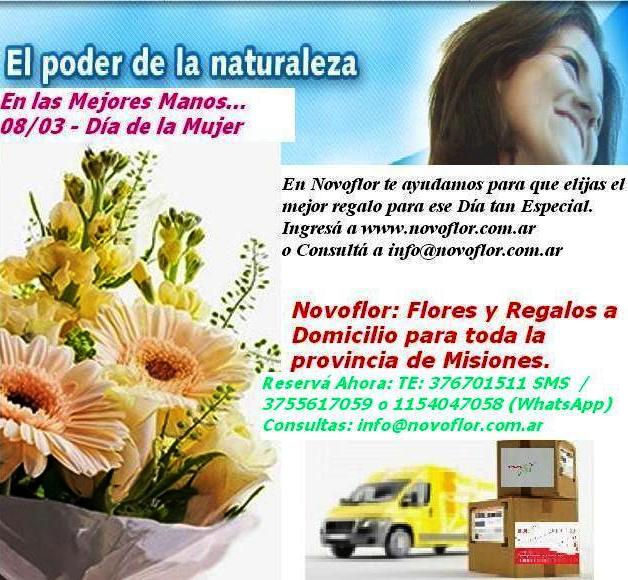 El poder de la naturaleza
En las Mejores Manos...
08/03 - Día de la Mujer
En Novoflor te ayudamos para que elijas el
mejor regalo para ese Día tan Especial.
Ingresá a www.novoflor.com.ar
o Consultá a info@novoflor.com.ar
Novoflor: Flores y Regalos a
Domicilio para toda la
provincia de Misiones.
Reservá Ahora: TE: 376701511 SMS /
3755617059 o 1154047058 (WhatsApp)
Consultas: info@novoflor.com.ar